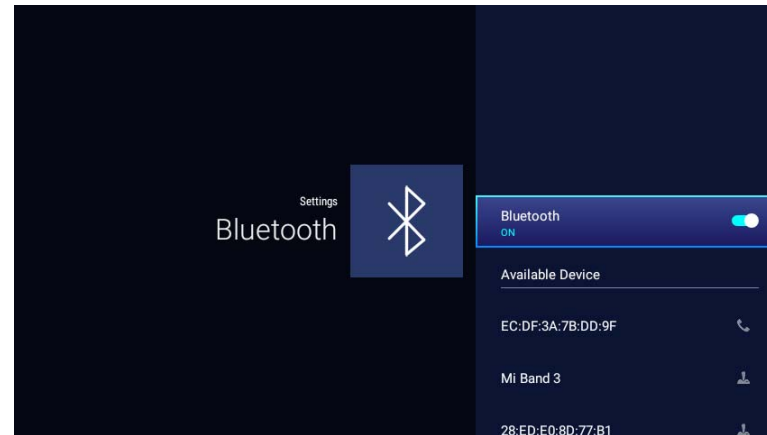 Settings
Bluetooth
Bluetooth
ON
Available Device
EC:DF:3A:7B:DD:9F
Mi Band 3
28:ED:E0:8D:77:B1